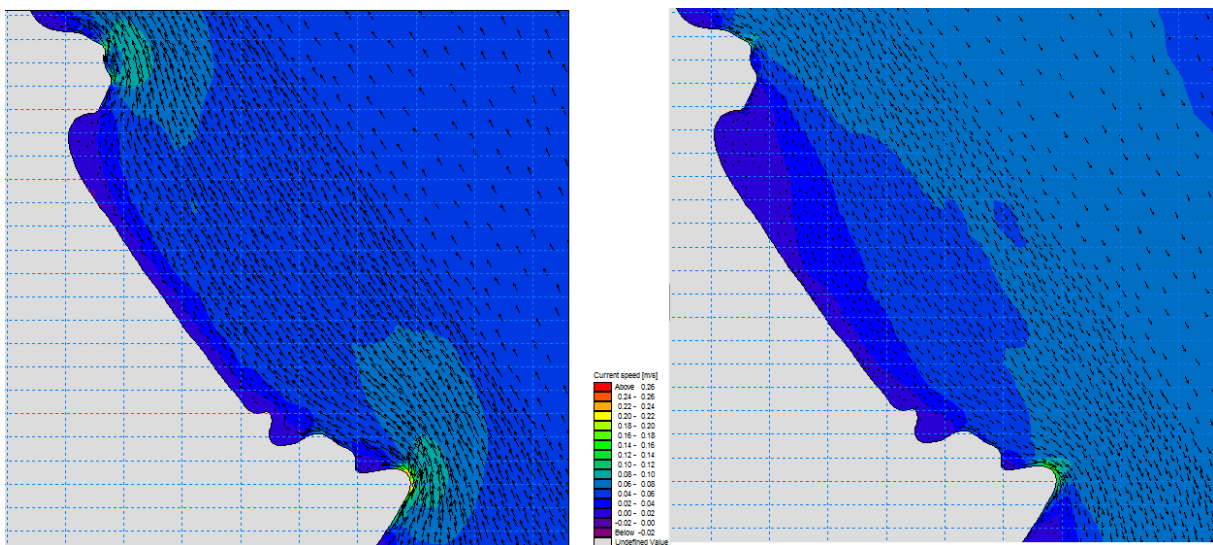 Current speed [m/s]
Above 0.26
0.24 - 0.26
0.22 - 0.24
0.20 - 0.22
0.18 - 0.20
0.16 - 0.18
0.14 - 0.16
0.12 - 0.14
0.10 - 0.12
0.08 - 0.10
0.06 - 0.08
0.04 - 0.06
0.02 - 0.04
0.00 - 0.02
-0.02 - 0.00
Below -0.02
Undefined Value